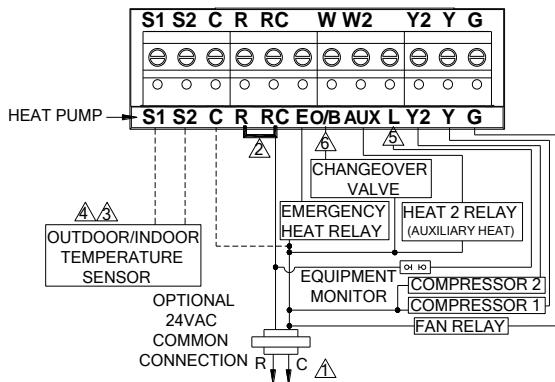 S1 S2 C R RC W W2 Y2 Y G
HEAT PUMP
S1 S2 C R RC E O/B AUX L Y2 Y G
2
6
5
CHANGEOVER
VALVE
4 3
EMERGENCY
HEAT RELAY
HEAT 2 RELAY
(AUXILIARY HEAT)
OUTDOOR/INDOOR
TEMPERATURE
SENSOR
EQUIPMENT
MONITOR
COMPRESSOR 2
COMPRESSOR 1
FAN RELAY
OPTIONAL
24VAC
COMMON
CONNECTION
R C
1